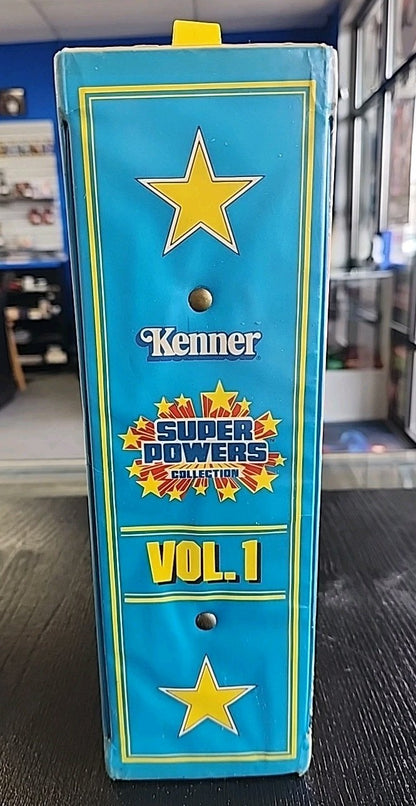 Kenner
SUPER
POWERS
COLLECTION
VOL. 1